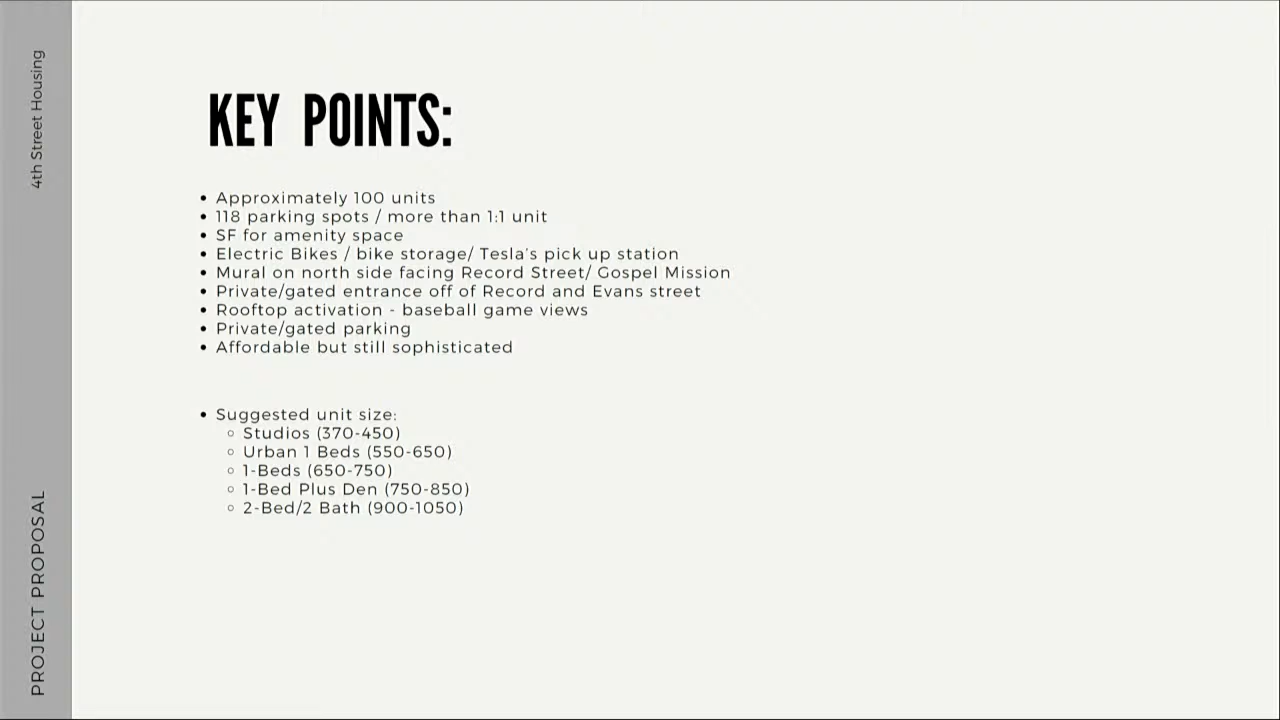 4th Street Housing
PROJECT PROPOSAL
KEY POINTS:
• Approximately 100 units
• 118 parking spots / more than 1:1 unit
• SF for amenity space
• Electric Bikes / bike storage/ Tesla's pick up station
• Mural on north side facing Record Street/ Gospel Mission
• Private/gated entrance off of Record and Evans street
• Rooftop activation - baseball game views
• Private/gated parking
• Affordable but still sophisticated
• Suggested unit size:
◦ Studios (370-450)
◦ Urban 1 Beds (550-650)
◦ 1-Beds (650-750)
◦ 1-Bed Plus Den (750-850)
◦ 2-Bed/2 Bath (900-1050)